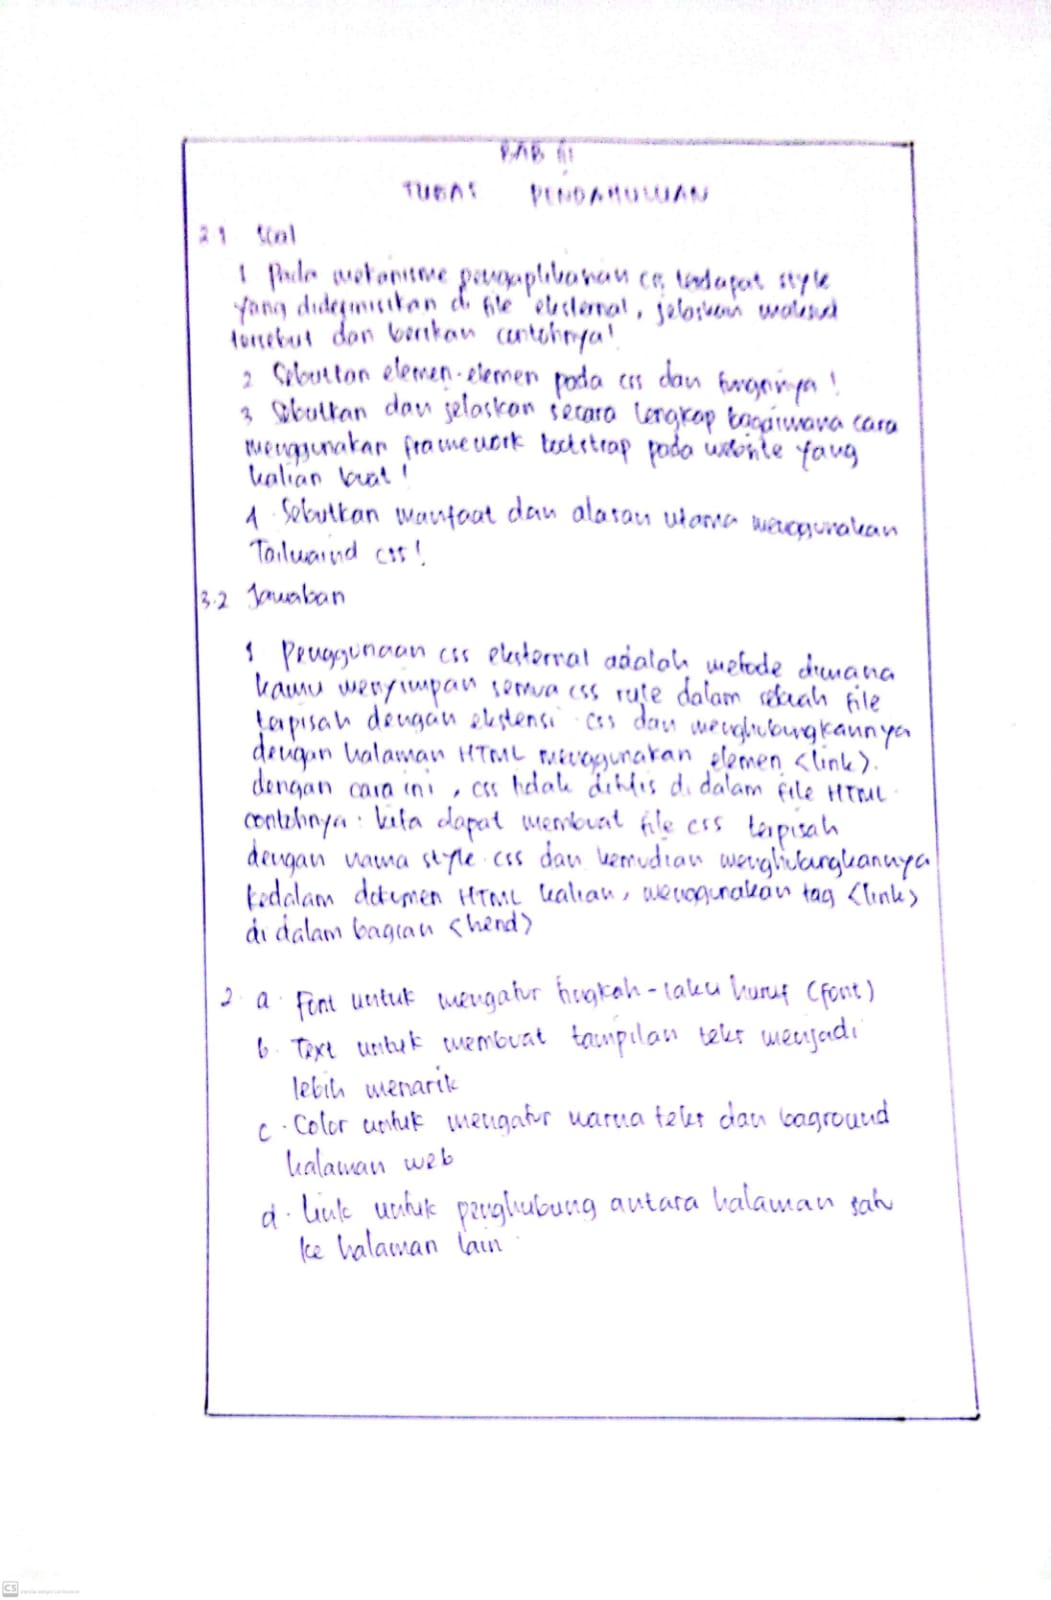 BAB III
TUGAS PENDAHULUAN
3.1 Soal
1 Pada mekanisme pengaplikasian css terdapat style
yang didefinisikan di file eksternal, jelaskan maksud
tersebut dan berikan contohnya!
2 Sebutkan elemen-elemen pada css dan fungsinya!
3 Sebutkan dan jelaskan secara lengkap bagaimana cara
menggunakan framework bootstrap pada website yang
kalian buat!
4. Sebutkan manfaat dan alasan utama menggunakan
Tailwaind css!
3.2 Jawaban
1 Penggunaan css eksternal adalah metode dimana
kamu menyimpan semua css rule dalam sebuah file
terpisah dengan ekstensi .css dan menghubungkannya
dengan halaman HTML menggunakan elemen <link>.
dengan cara ini, css tidak ditulis di dalam file HTML.
contohnya: kita dapat membuat file css terpisah
dengan nama style.css dan kemudian menghubungkannya
kedalam dokumen HTML kalian, menggunakan tag <link>
di dalam bagian <head>
2. a. Font untuk mengatur tingkah-laku huruf (font)
b. Text untuk membuat tampilan teks menjadi
lebih menarik
c. Color untuk mengatur warna teks dan baground
halaman web
d. Link untuk penghubung antara halaman satu
ke halaman lain.
CS